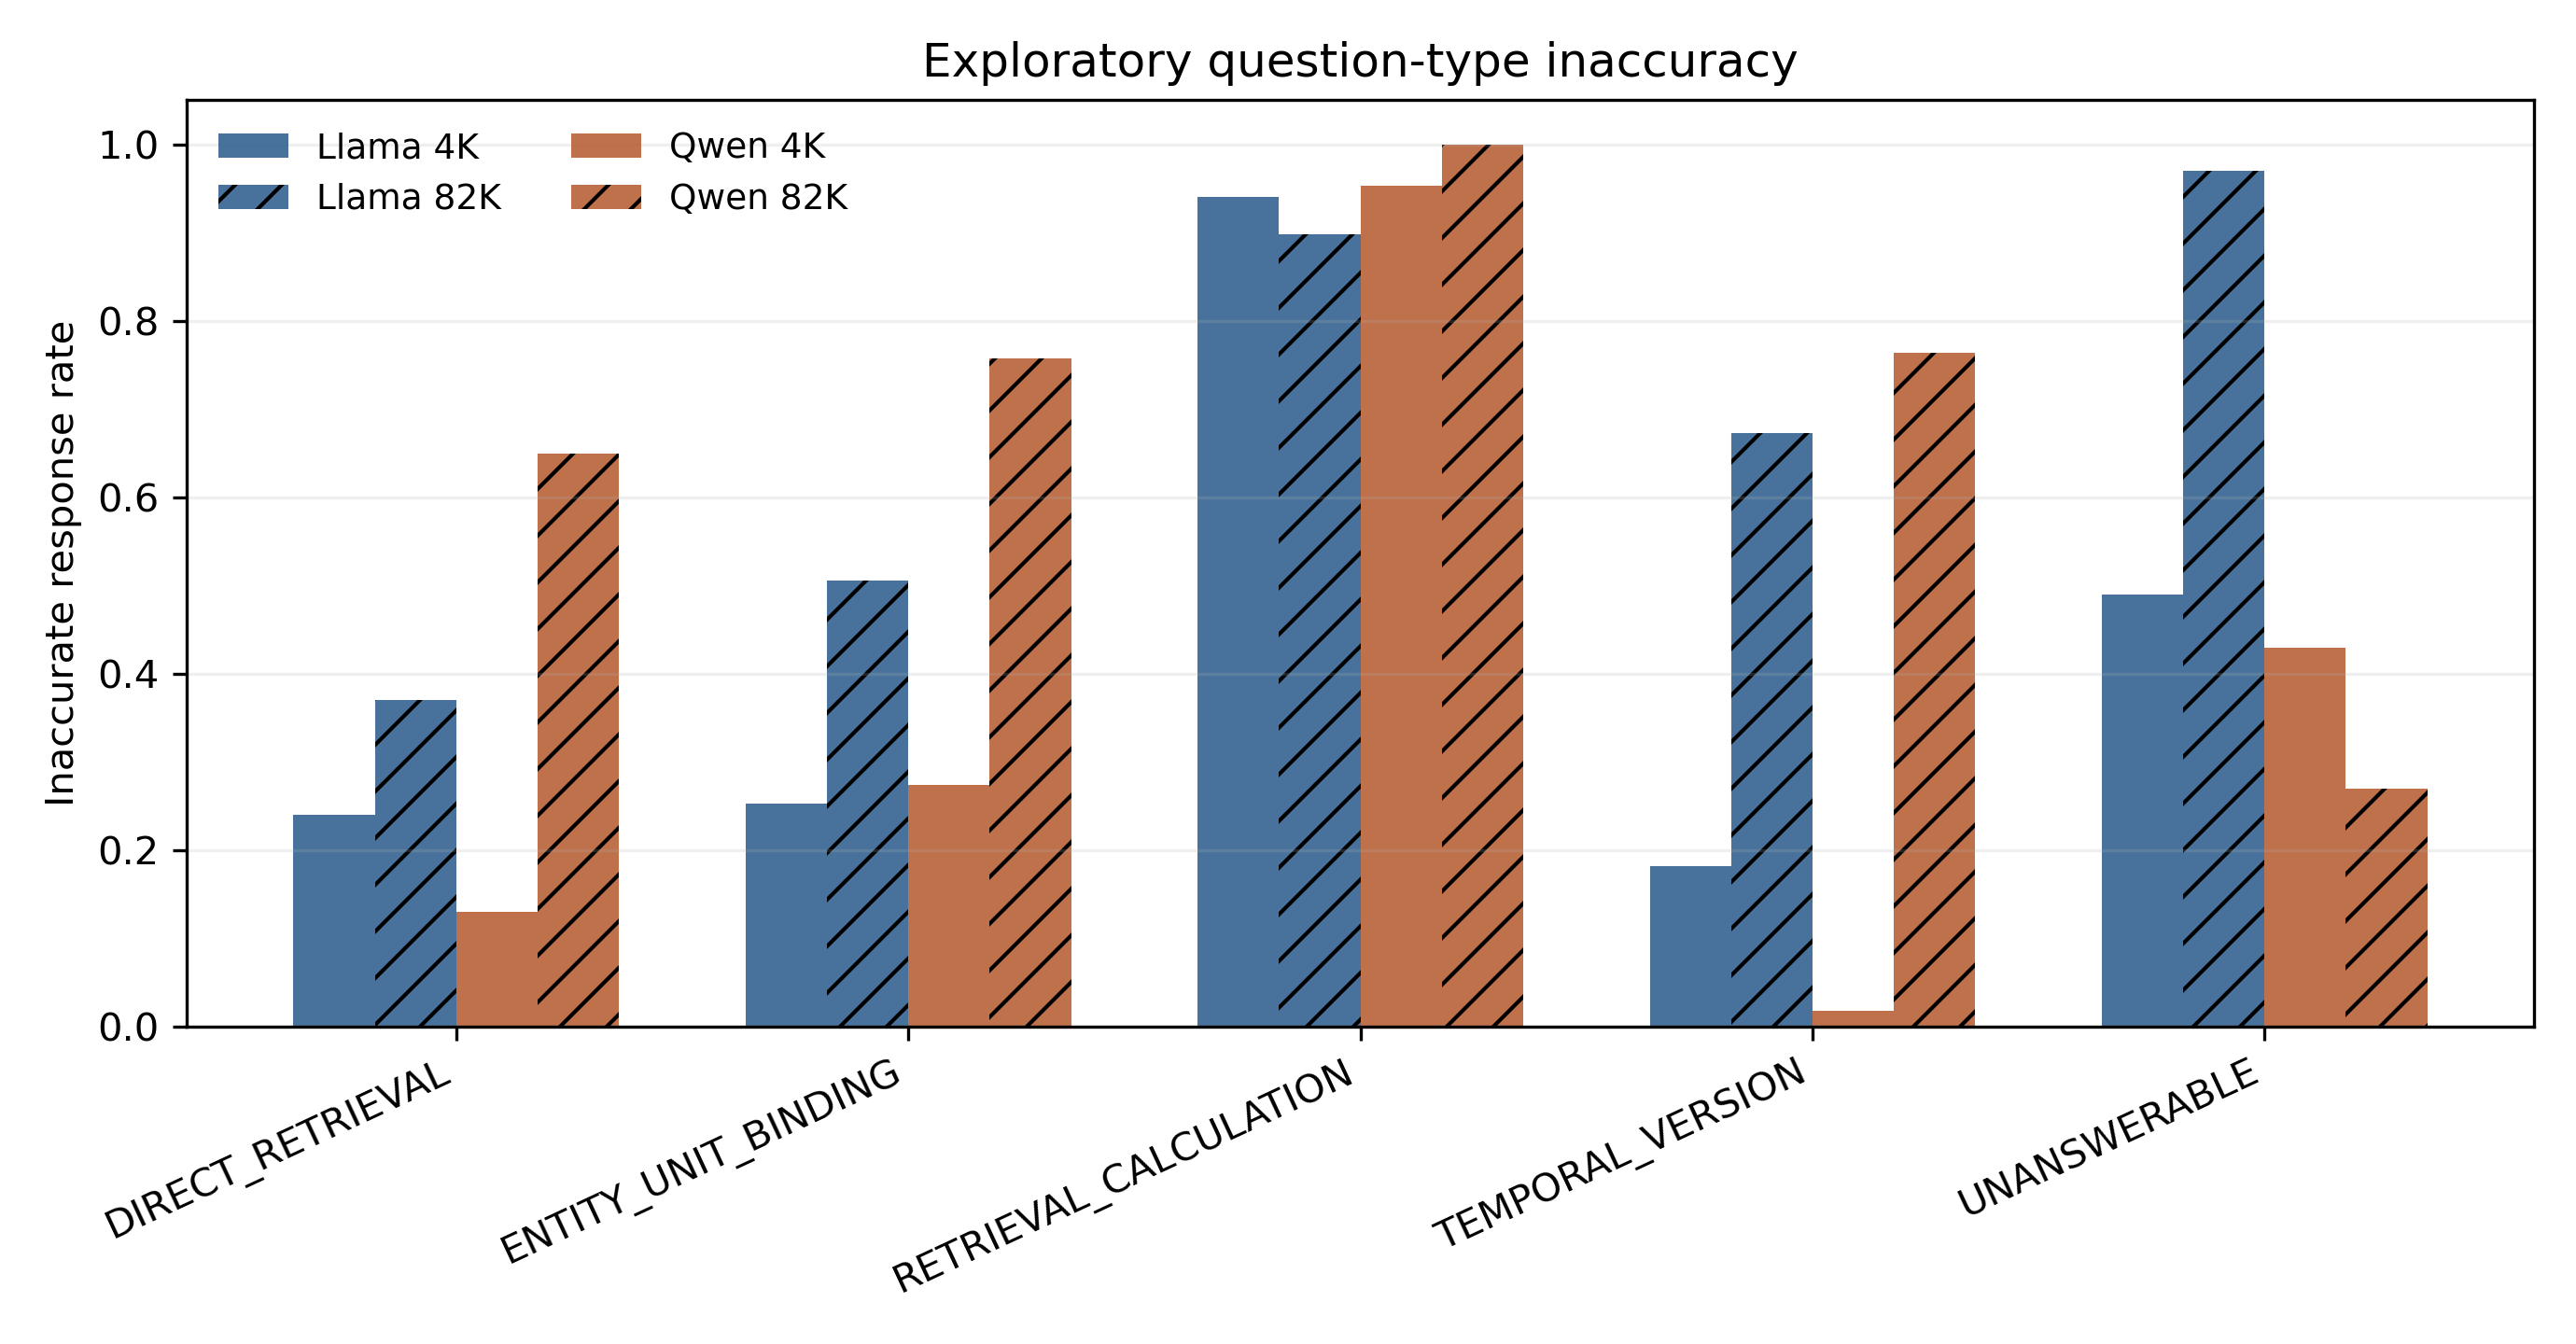 Exploratory question-type inaccuracy
Llama 4K
Llama 82K
Qwen 4K
Qwen 82K
Inaccurate response rate
1.0
0.8
0.6
0.4
0.2
0.0
DIRECT_RETRIEVAL
ENTITY_UNIT_BINDING
RETRIEVAL_CALCULATION
TEMPORAL_VERSION
UNANSWERABLE